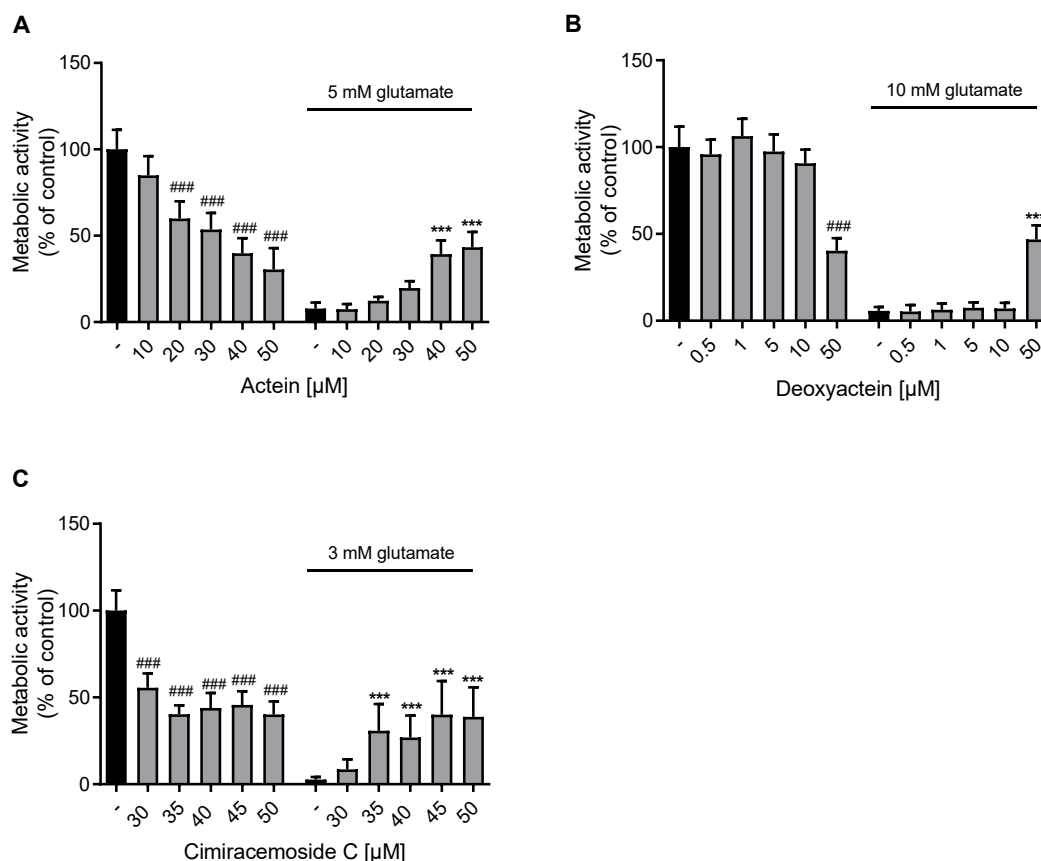 A
150
100
50
0
Metabolic activity
(% of control)
5 mM glutamate
###
###
###
###
***
***
- 10 20 30 40 50 - 10 20 30 40 50
Actein [µM]
B
150
100
50
0
Metabolic activity
(% of control)
10 mM glutamate
###
***
- 0.5 1 5 10 50 - 0.5 1 5 10 50
Deoxyactein [µM]
C
150
100
50
0
Metabolic activity
(% of control)
3 mM glutamate
###
###
###
###
###
***
***
***
***
- 30 35 40 45 50 - 30 35 40 45 50
Cimiracemoside C [µM]